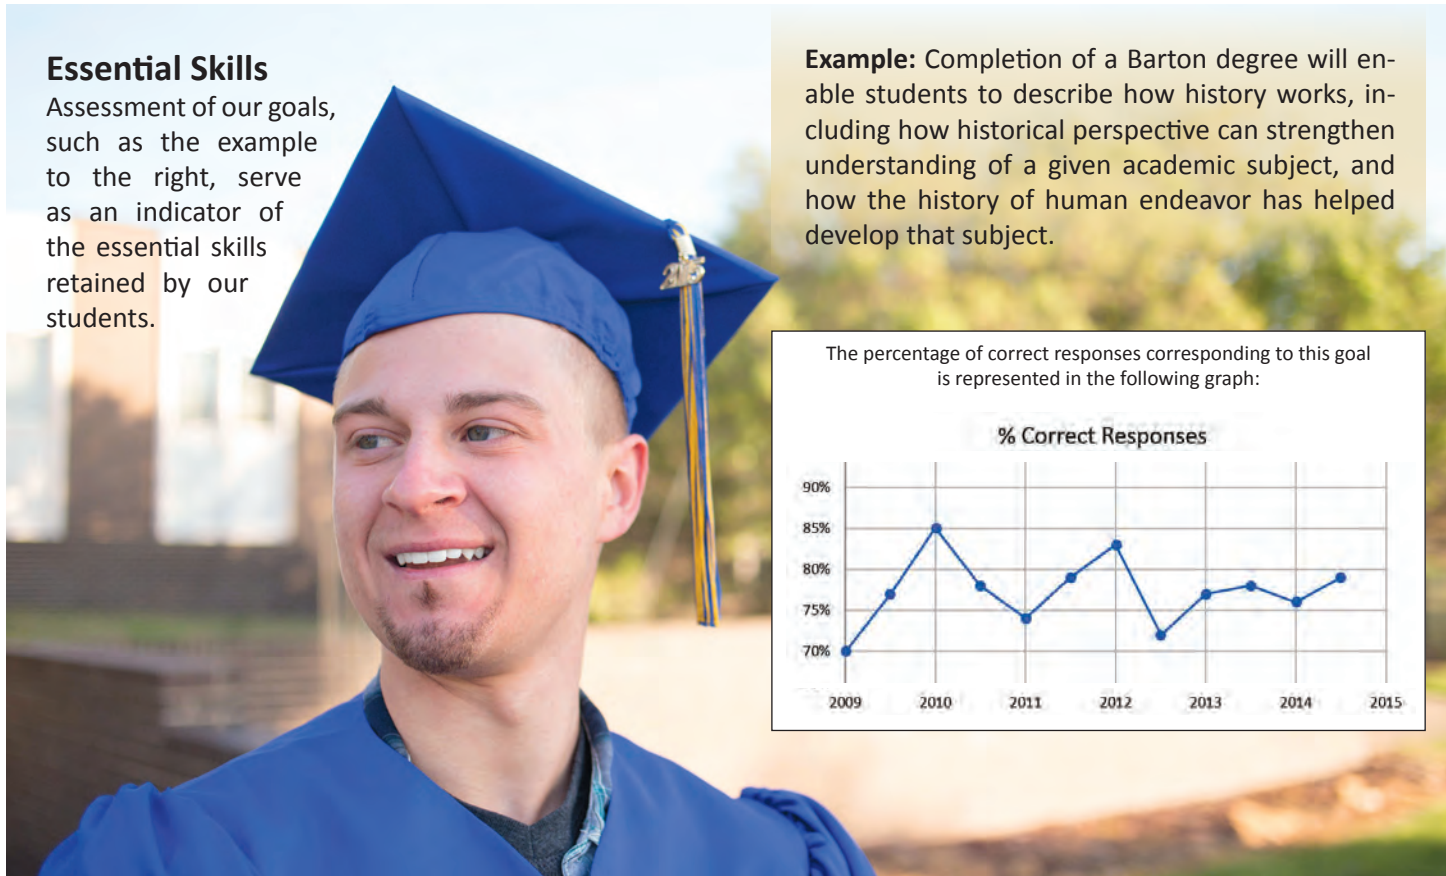 Essential Skills
Assessment of our goals,
such as the example
to the right, serve
as an indicator of
the essential skills
retained by our
students.
Example: Completion of a Barton degree will en-
able students to describe how history works, in-
cluding how historical perspective can strengthen
understanding of a given academic subject, and
how the history of human endeavor has helped
develop that subject.
The percentage of correct responses corresponding to this goal
is represented in the following graph:
% Correct Responses
90%
85%
80%
75%
70%
2009 2010 2011 2012 2013 2014 2015